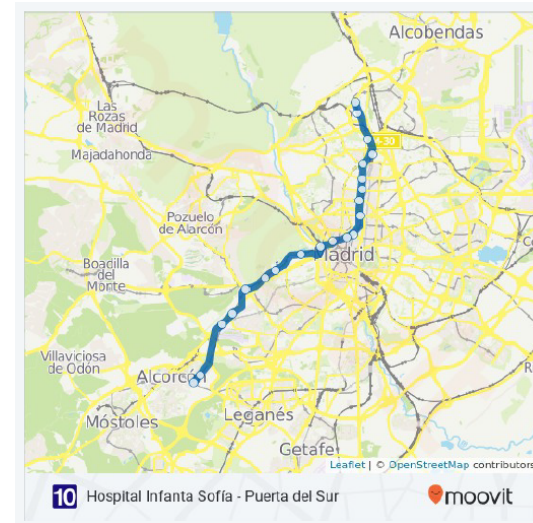 Alcobendas
Las
Rozas
de Madrid
Majadahonda
-30
Pozuelo
de Alarcón
adrid
Boadilla
del
Monte
Villaviciosa
de Odón
Alcorcón
Móstoles
Leganés
Getafe
Leaflet | © OpenStreetMap contributors
10 Hospital Infanta Sofía - Puerta del Sur
moovit